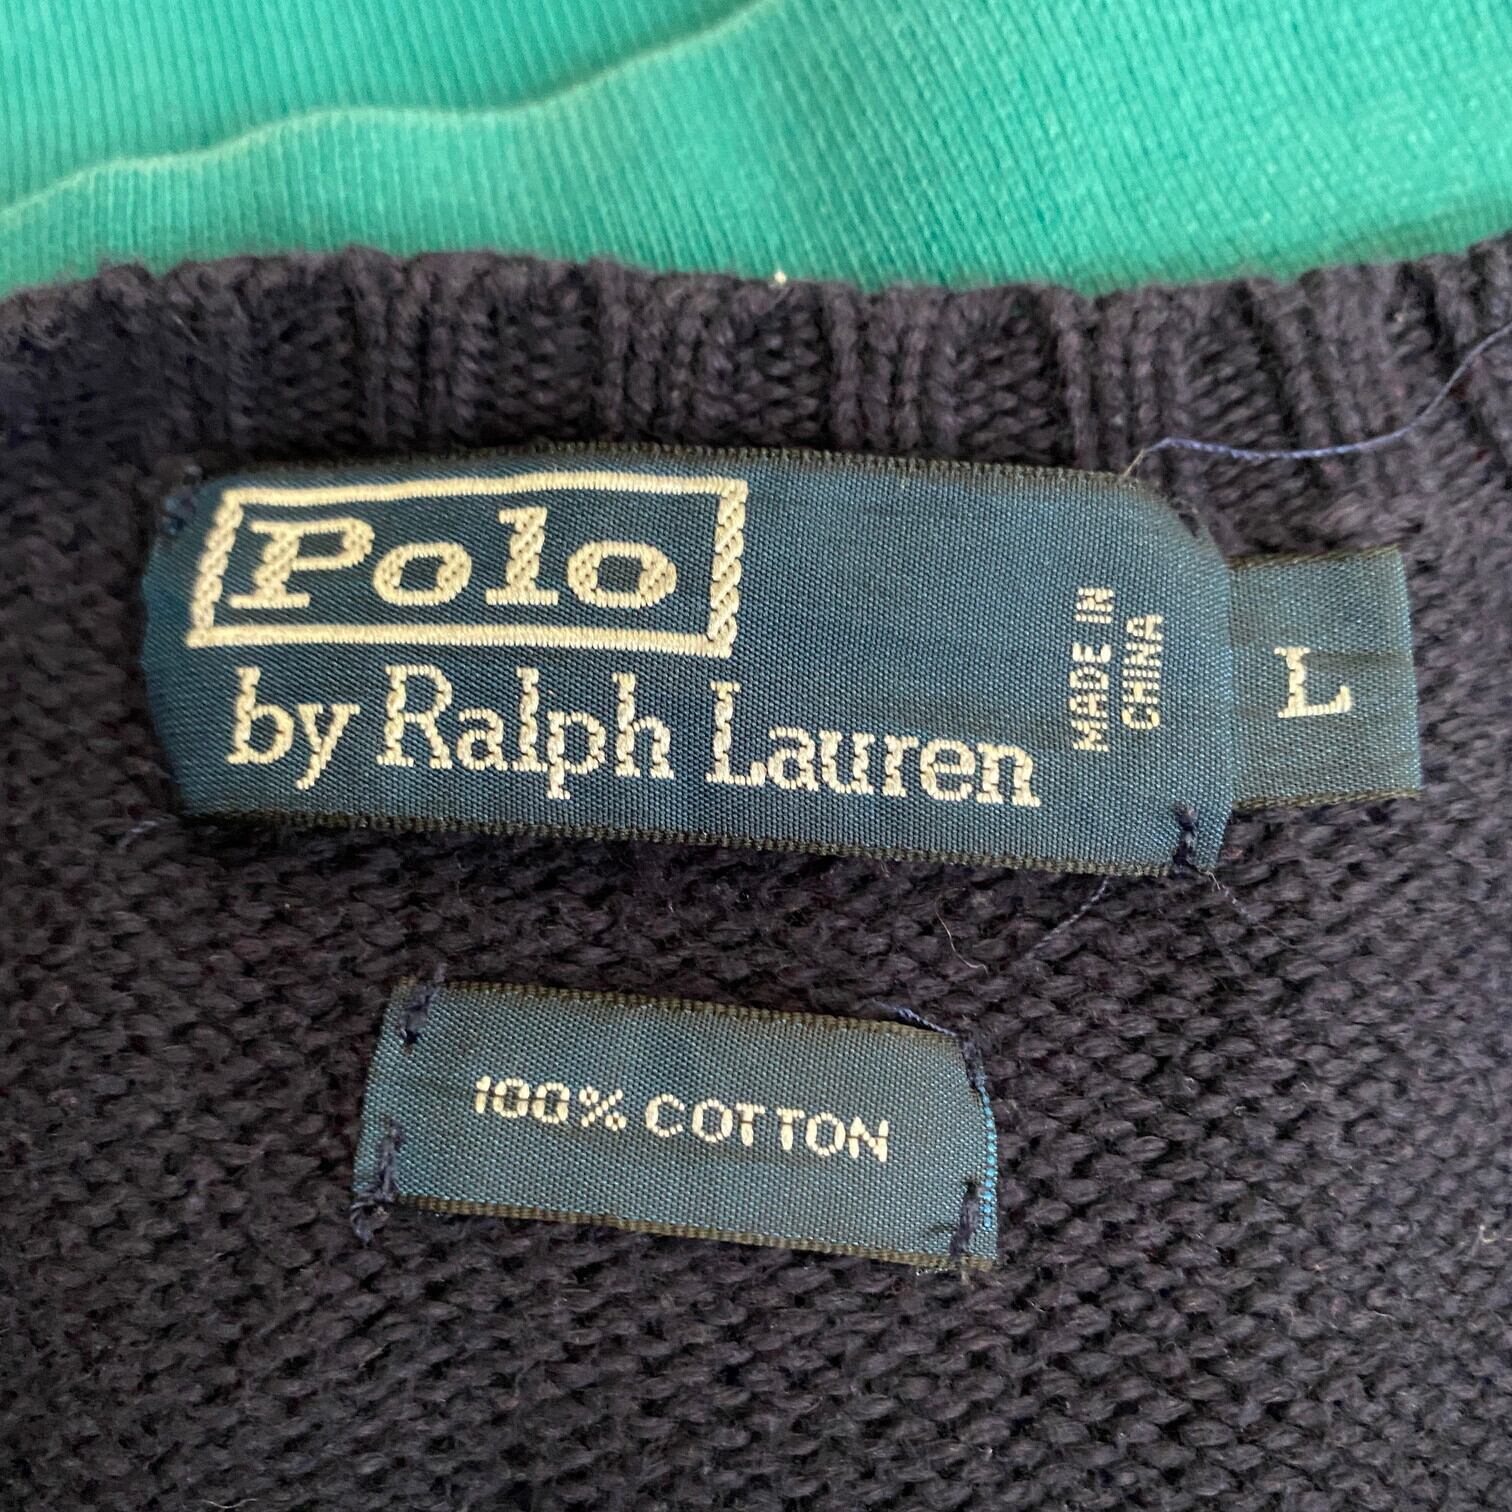 Polo
by Ralph Lauren
MADE IN
CHINA
L
100% COTTON